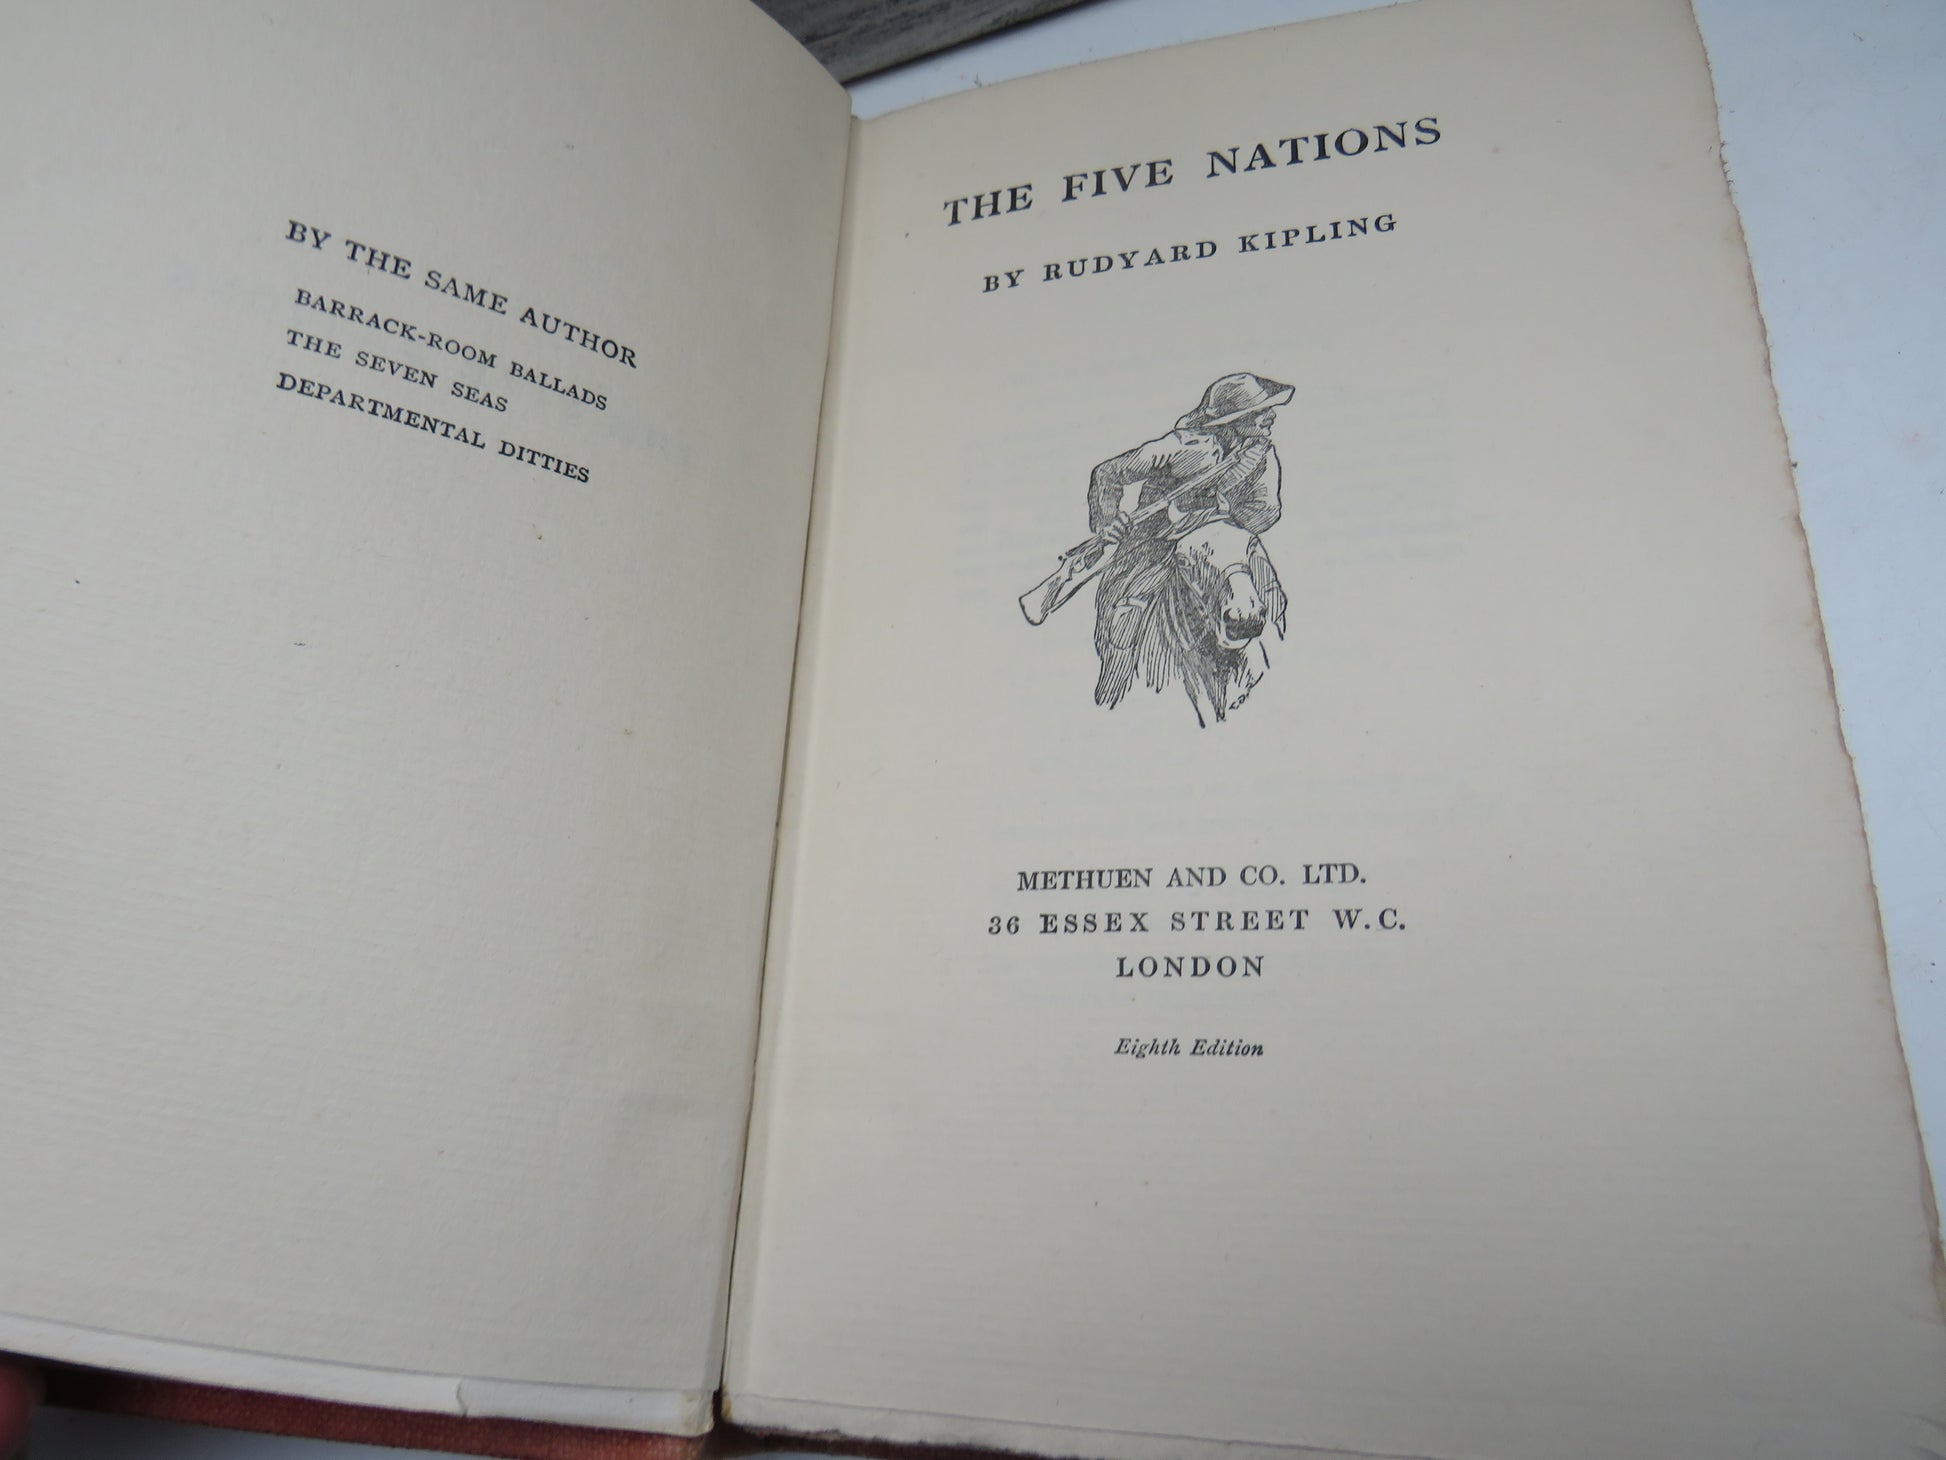 BY THE SAME AUTHOR
BARRACK-ROOM BALLADS
THE SEVEN SEAS
DEPARTMENTAL DITTIES
THE FIVE NATIONS
BY RUDYARD KIPLING
METHUEN AND CO. LTD.
36 ESSEX STREET W.C.
LONDON
Eighth Edition